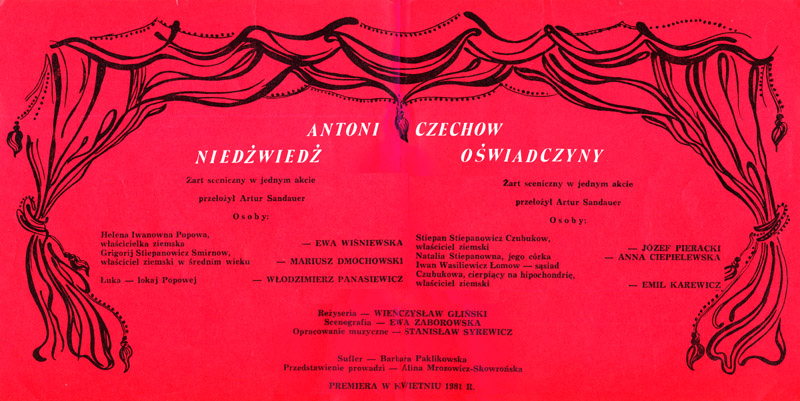 ANTONI CZECHOW
NIEDŹWIEDŹ
Żart sceniczny w jednym akcie
przełożył Artur Sandauer
Osoby:
Helena Iwanowna Popowa,
właścicielka ziemska — EWA WIŚNIEWSKA
Grigorij Stiepanowicz Smirnow,
właściciel ziemski w średnim wieku — MARIUSZ DMOCHOWSKI
Łuka — lokaj Popowej — WŁODZIMIERZ PANASIEWICZ
OŚWIADCZYNY
Żart sceniczny w jednym akcie
przełożył Artur Sandauer
Osoby:
Stiepan Stiepanowicz Czubukow,
właściciel ziemski — JÓZEF PIERACKI
Natalia Stiepanowna, jego córka — ANNA CIEPIELEWSKA
Iwan Wasiliewicz Łomow — sąsiad
Czubukowa, cierpiący na hipochondrię,
właściciel ziemski — EMIL KAREWICZ
Reżyseria — WIEŃCZYSŁAW GLIŃSKI
Scenografia — EWA ZABOROWSKA
Opracowanie muzyczne — STANISŁAW SYREWICZ
Sufler — Barbara Paklikowska
Przedstawienie prowadzi — Alina Mrozowicz-Skowrońska
PREMIERA W KWIETNIU 1981 R.